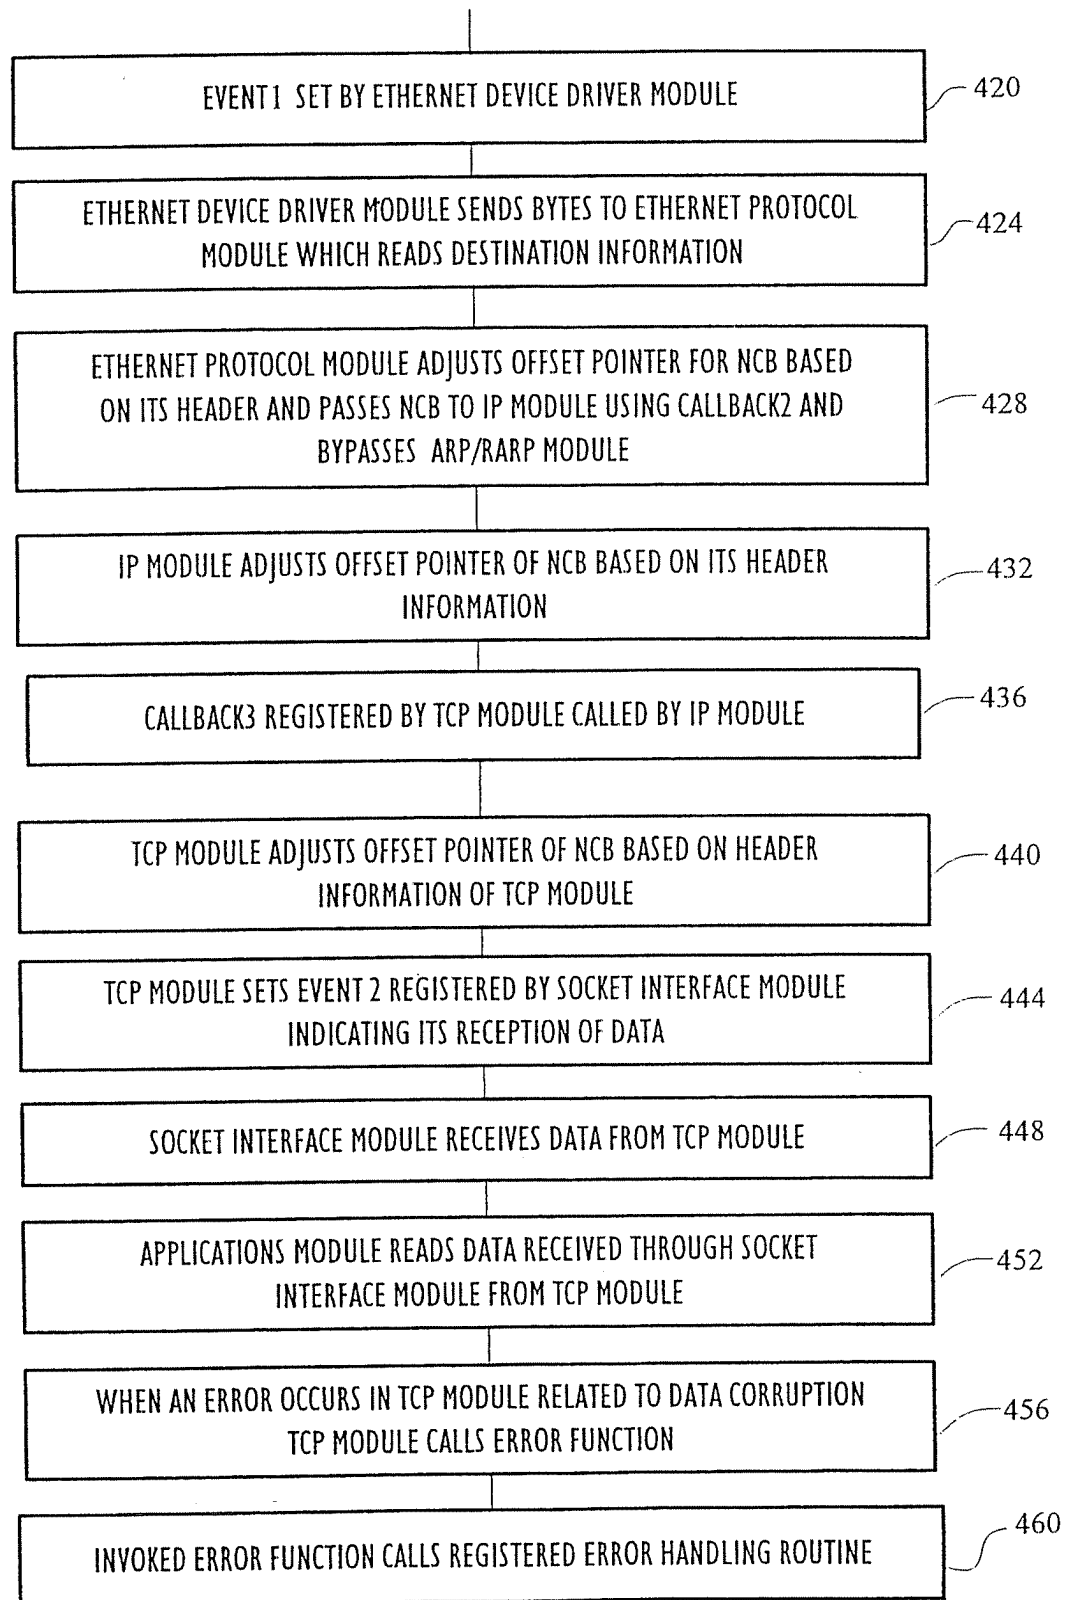 EVENT1 SET BY ETHERNET DEVICE DRIVER MODULE
420
ETHERNET DEVICE DRIVER MODULE SENDS BYTES TO ETHERNET PROTOCOL
MODULE WHICH READS DESTINATION INFORMATION
424
ETHERNET PROTOCOL MODULE ADJUSTS OFFSET POINTER FOR NCB BASED
ON ITS HEADER AND PASSES NCB TO IP MODULE USING CALLBACK2 AND
BYPASSES ARP/RARP MODULE
428
IP MODULE ADJUSTS OFFSET POINTER OF NCB BASED ON ITS HEADER
INFORMATION
432
CALLBACK3 REGISTERED BY TCP MODULE CALLED BY IP MODULE
436
TCP MODULE ADJUSTS OFFSET POINTER OF NCB BASED ON HEADER
INFORMATION OF TCP MODULE
440
TCP MODULE SETS EVENT 2 REGISTERED BY SOCKET INTERFACE MODULE
INDICATING ITS RECEPTION OF DATA
444
SOCKET INTERFACE MODULE RECEIVES DATA FROM TCP MODULE
448
APPLICATIONS MODULE READS DATA RECEIVED THROUGH SOCKET
INTERFACE MODULE FROM TCP MODULE
452
WHEN AN ERROR OCCURS IN TCP MODULE RELATED TO DATA CORRUPTION
TCP MODULE CALLS ERROR FUNCTION
456
INVOKED ERROR FUNCTION CALLS REGISTERED ERROR HANDLING ROUTINE
460